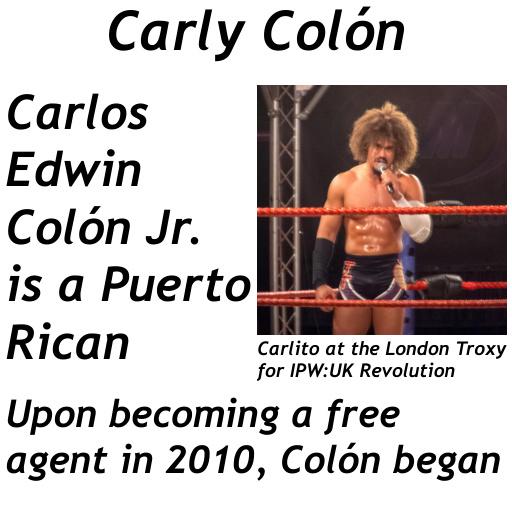 Carly Colón
Carlos
Edwin
Colón Jr.
is a Puerto
Rican
Carlito at the London Troxy
for IPW:UK Revolution
Upon becoming a free
agent in 2010, Colón began